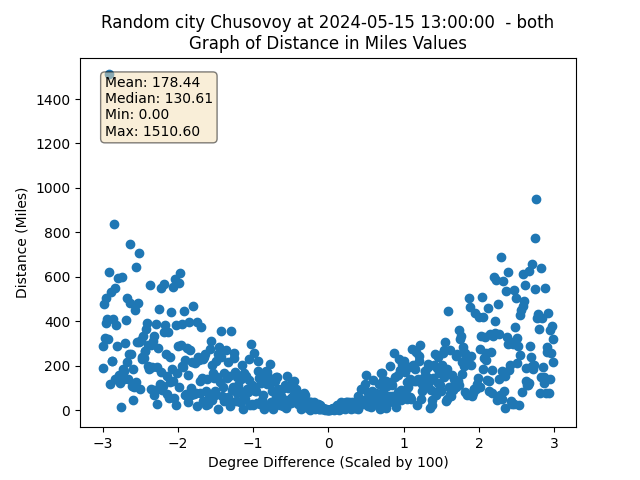 Random city Chusovoy at 2024-05-15 13:00:00  - both
Graph of Distance in Miles Values
Mean: 178.44
Median: 130.61
Min: 0.00
Max: 1510.60
1400
1200
1000
800
600
400
200
0
Distance (Miles)
−3 −2 −1 0 1 2 3
Degree Difference (Scaled by 100)